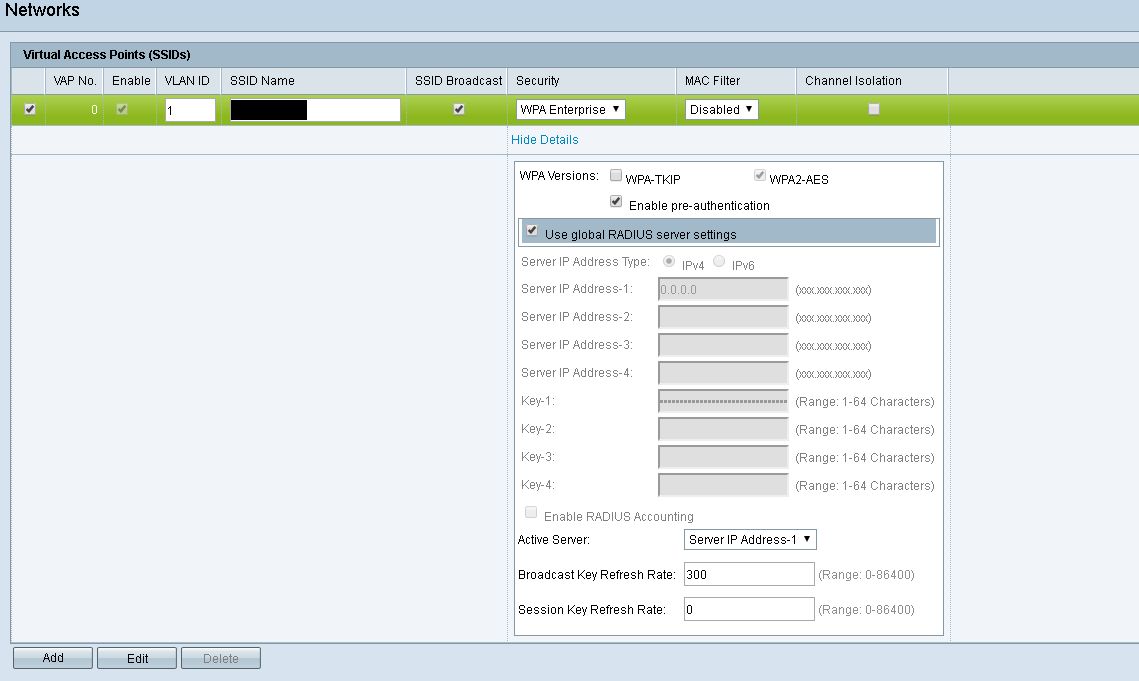 Networks
Virtual Access Points (SSIDs)
VAP No. Enable VLAN ID SSID Name SSID Broadcast Security MAC Filter Channel Isolation
0 1 WPA Enterprise Disabled
Hide Details
WPA Versions: WPA-TKIP WPA2-AES
Enable pre-authentication
Use global RADIUS server settings
Server IP Address Type: IPv4 IPv6
Server IP Address-1: 0.0.0.0 (xxx.xxx.xxx.xxx)
Server IP Address-2: (xxx.xxx.xxx.xxx)
Server IP Address-3: (xxx.xxx.xxx.xxx)
Server IP Address-4: (xxx.xxx.xxx.xxx)
Key-1: (Range: 1-64 Characters)
Key-2: (Range: 1-64 Characters)
Key-3: (Range: 1-64 Characters)
Key-4: (Range: 1-64 Characters)
Enable RADIUS Accounting
Active Server: Server IP Address-1
Broadcast Key Refresh Rate: 300 (Range: 0-86400)
Session Key Refresh Rate: 0 (Range: 0-86400)
Add Edit Delete